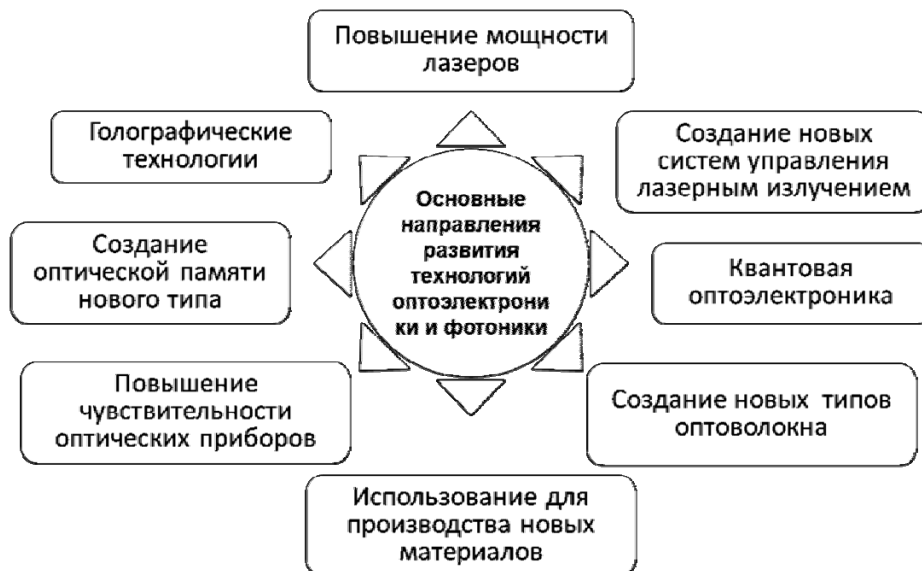 Повышение мощности
лазеров
Голографические
технологии
Создание новых
систем управления
лазерным излучением
Основные
направления
развития
технологий
оптоэлектрони
ки и фотоники
Создание
оптической памяти
нового типа
Квантовая
оптоэлектроника
Повышение
чувствительности
оптических приборов
Создание новых типов
оптоволокна
Использование для
производства новых
материалов